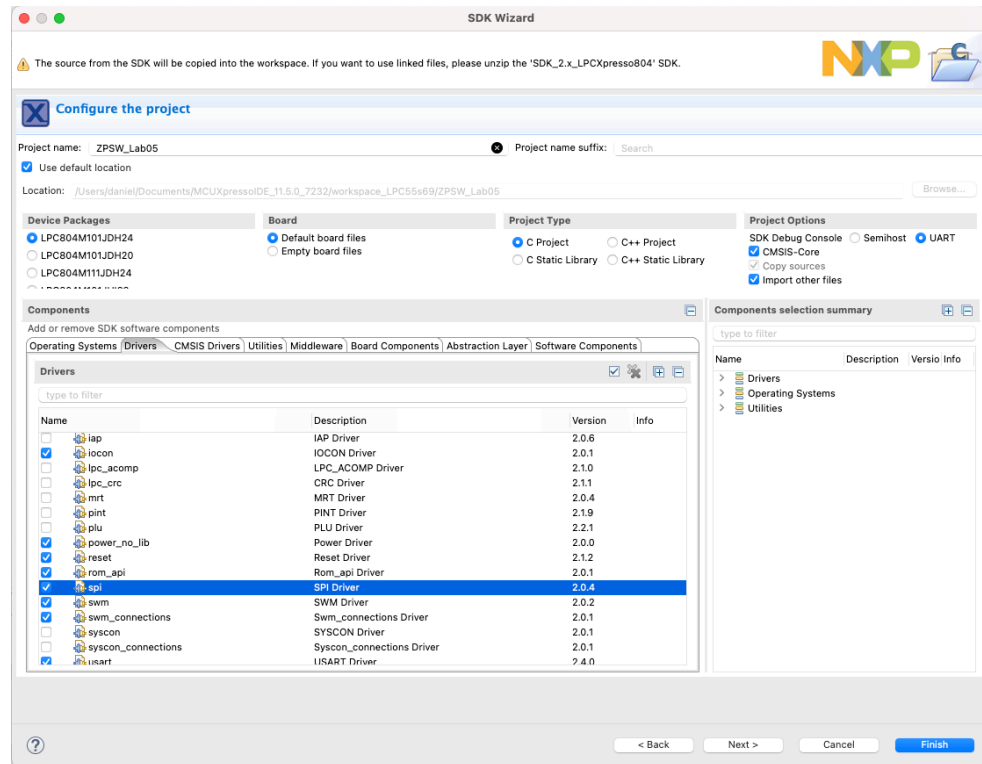 SDK Wizard
The source from the SDK will be copied into the workspace. If you want to use linked files, please unzip the 'SDK_2.x_LPCXpresso804' SDK.
NXP
C
X Configure the project
Project name: ZPSW_Lab05 Project name suffix: Search
Use default location
Location: /Users/daniel/Documents/MCUXpressoIDE_11.5.0_7232/workspace_LPC55s69/ZPSW_Lab05 Browse...
Device Packages Board Project Type Project Options
LPC804M101JDH24 Default board files C Project C++ Project SDK Debug Console Semihost UART
LPC804M101JDH20 Empty board files C Static Library C++ Static Library CMSIS-Core
LPC804M111JDH24 Copy sources
Import other files
Components Components selection summary
Add or remove SDK software components type to filter
Operating Systems Drivers CMSIS Drivers Utilities Middleware Board Components Abstraction Layer Software Components
Name Description Versio Info
Drivers
Drivers
Operating Systems
Utilities
type to filter
Name Description Version Info
iap IAP Driver 2.0.6
iocon IOCON Driver 2.0.1
lpc_acomp LPC_ACOMP Driver 2.1.0
lpc_crc CRC Driver 2.1.1
mrt MRT Driver 2.0.4
pint PINT Driver 2.1.9
plu PLU Driver 2.2.1
power_no_lib Power Driver 2.0.0
reset Reset Driver 2.1.2
rom_api Rom_api Driver 2.0.1
spi SPI Driver 2.0.4
swm SWM Driver 2.0.2
swm_connections Swm_connections Driver 2.0.1
syscon SYSCON Driver 2.0.1
syscon_connections Syscon_connections Driver 2.0.1
usart USART Driver 2.4.0
? < Back Next > Cancel Finish